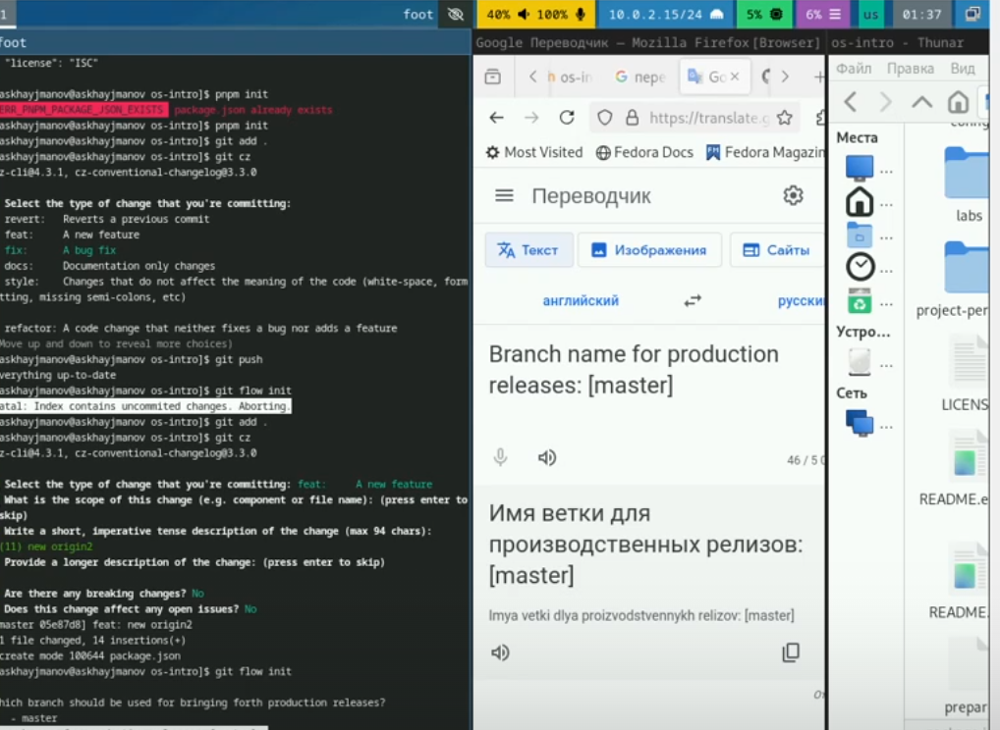 1
foot
40% 100%
10.0.2.15/24
5%
6%
us
01:37
foot
"license": "ISC"
askhayjmanov@askhayjmanov os-intro]$ pnpm init
ERR_PNPM_PACKAGE_JSON_EXISTS package.json already exists
askhayjmanov@askhayjmanov os-intro]$ pnpm init
askhayjmanov@askhayjmanov os-intro]$ git add .
askhayjmanov@askhayjmanov os-intro]$ git cz
z-cli@4.3.1, cz-conventional-changelog@3.3.0
Select the type of change that you're committing:
revert: Reverts a previous commit
feat: A new feature
fix: A bug fix
docs: Documentation only changes
style: Changes that do not affect the meaning of the code (white-space, form
tting, missing semi-colons, etc)
refactor: A code change that neither fixes a bug nor adds a feature
Move up and down to reveal more choices)
askhayjmanov@askhayjmanov os-intro]$ git push
verything up-to-date
askhayjmanov@askhayjmanov os-intro]$ git flow init
atal: Index contains uncommited changes. Aborting.
askhayjmanov@askhayjmanov os-intro]$ git add .
askhayjmanov@askhayjmanov os-intro]$ git cz
z-cli@4.3.1, cz-conventional-changelog@3.3.0
Select the type of change that you're committing: feat: A new feature
What is the scope of this change (e.g. component or file name): (press enter to
skip)
Write a short, imperative tense description of the change (max 94 chars):
(11) new origin2
Provide a longer description of the change: (press enter to skip)
Are there any breaking changes? No
Does this change affect any open issues? No
master 05e87d8] feat: new origin2
1 file changed, 14 insertions(+)
create mode 100644 package.json
askhayjmanov@askhayjmanov os-intro]$ git flow init
hich branch should be used for bringing forth production releases?
- master
Google Переводчик — Mozilla Firefox[Browser]
os-in
G пере
Go
https://translate.g
Most Visited
Fedora Docs
Fedora Magazin
Переводчик
Текст
Изображения
Сайты
английский
русски
Branch name for production
releases: [master]
46 / 5 0
Имя ветки для
производственных релизов:
[master]
Imya vetki dlya proizvodstvennykh relizov: [master]
От
os-intro - Thunar
Файл
Правка
Вид
Места
...
...
...
...
...
Устро...
...
Сеть
...
config
labs
project-per
LICENS
README.e
README.
prepar